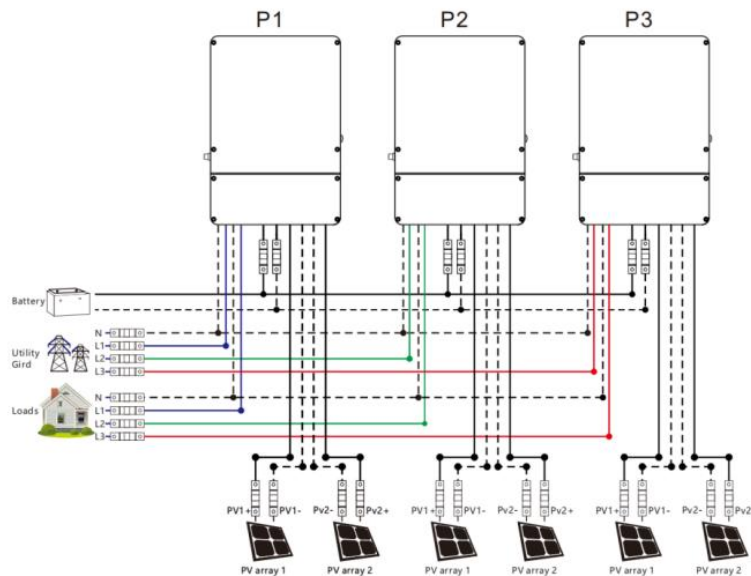 P1 P2 P3
Battery
N
Utility
Gird
L1
L2
L3
Loads
N
L1
L2
L3
PV1+ PV1- Pv2- Pv2+ PV1+ PV1- Pv2- Pv2+ PV1+ PV1- Pv2- Pv2
PV array 1 PV array 2 PV array 1 PV array 2 PV array 1 PV array 2